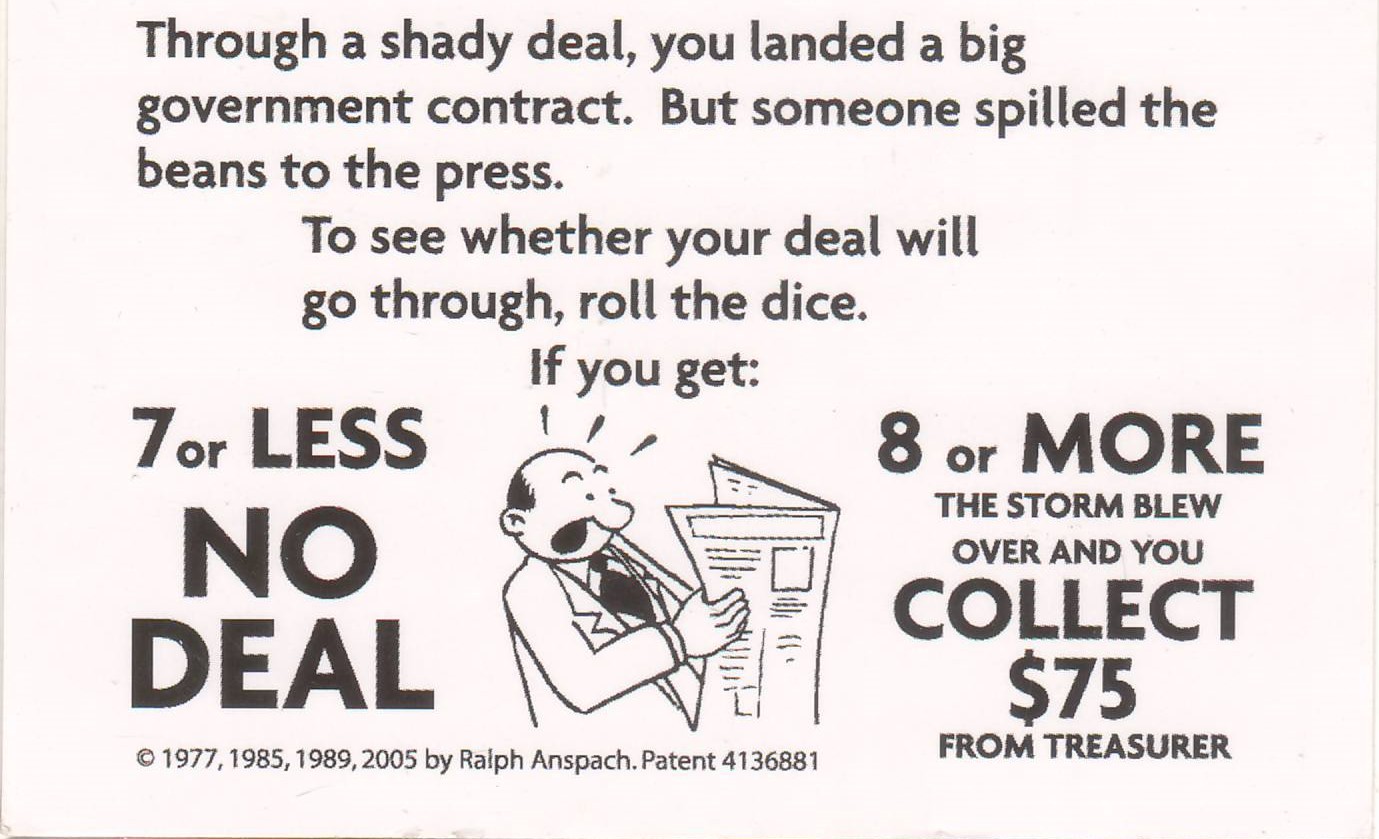 Through a shady deal, you landed a big
government contract. But someone spilled the
beans to the press.
To see whether your deal will
go through, roll the dice.
If you get:
7 or LESS
NO
DEAL
8 or MORE
THE STORM BLEW
OVER AND YOU
COLLECT
$75
FROM TREASURER
© 1977, 1985, 1989, 2005 by Ralph Anspach. Patent 4136881